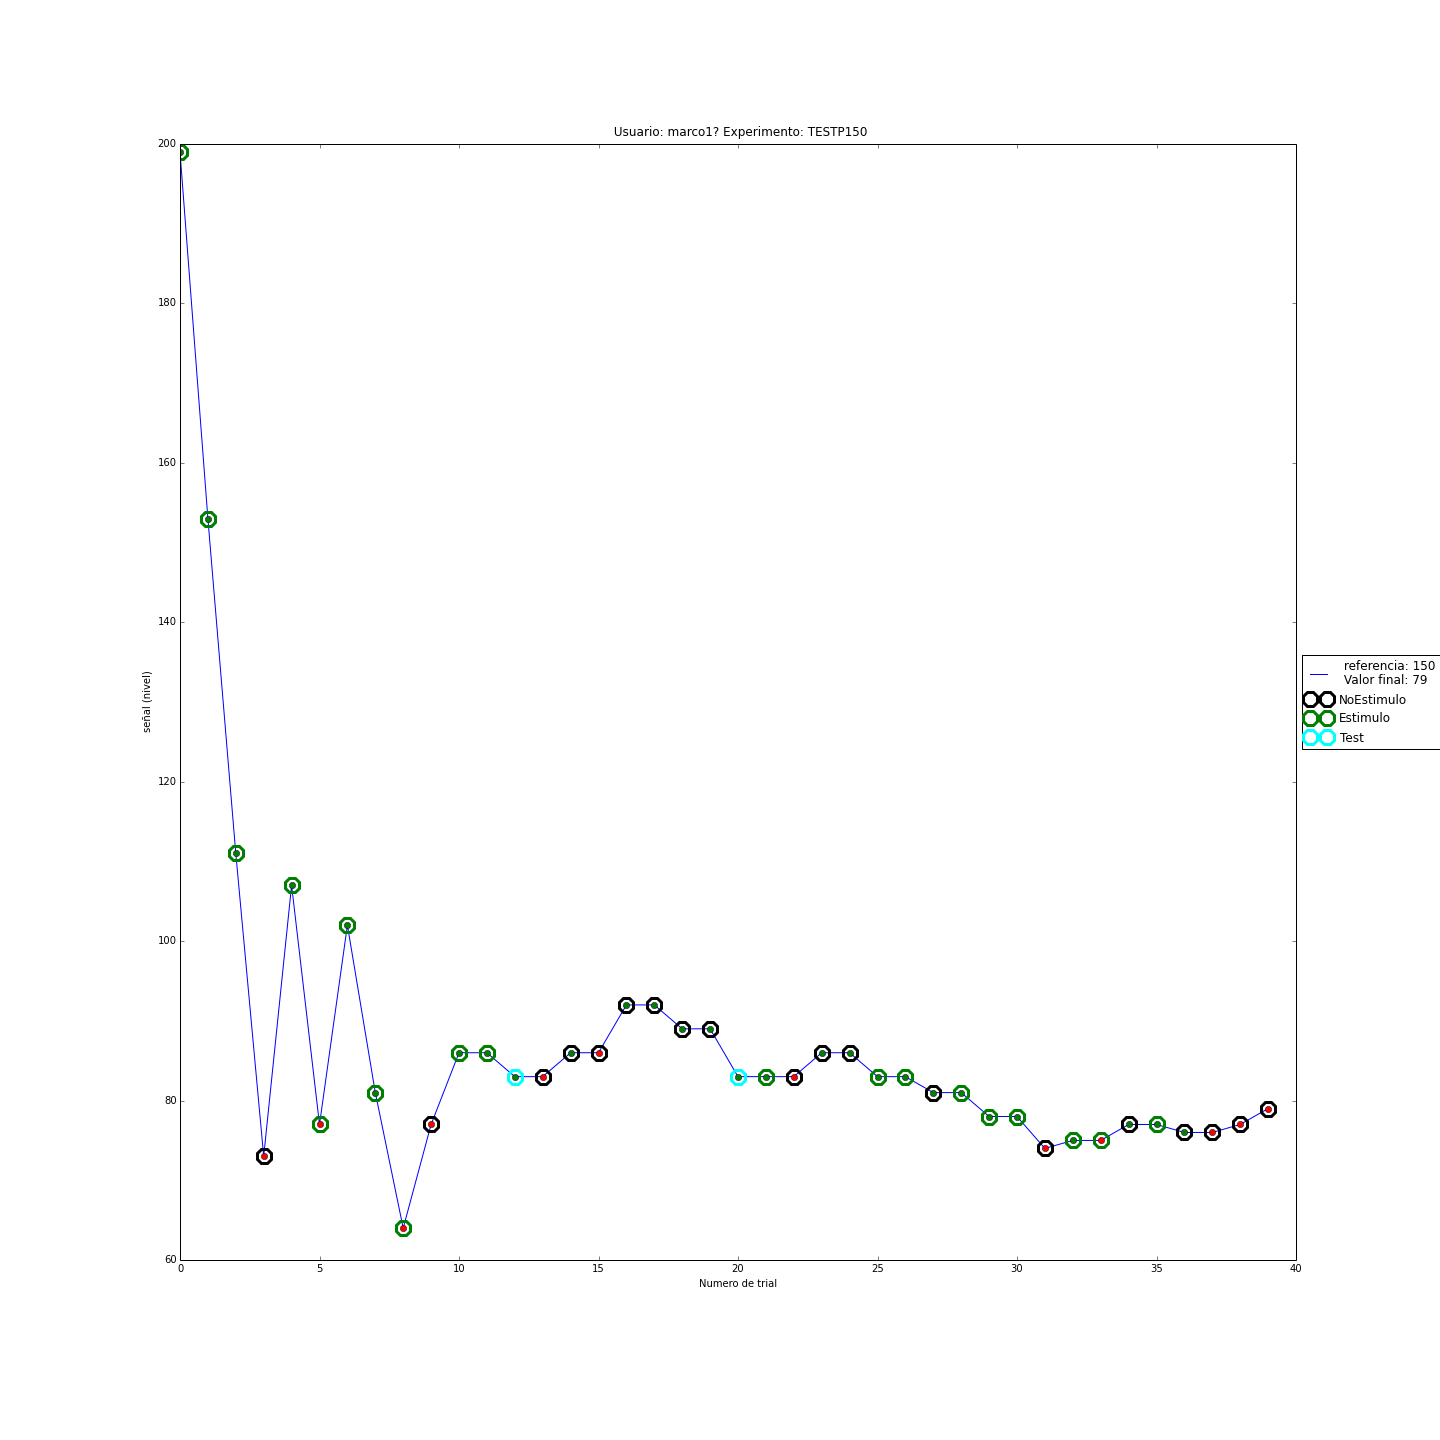 Usuario: marco1? Experimento: TESTP150
200
180
160
140
120
100
80
60
señal (nivel)
0 5 10 15 20 25 30 35 40
Numero de trial
referencia: 150
Valor final: 79
NoEstimulo
Estimulo
Test